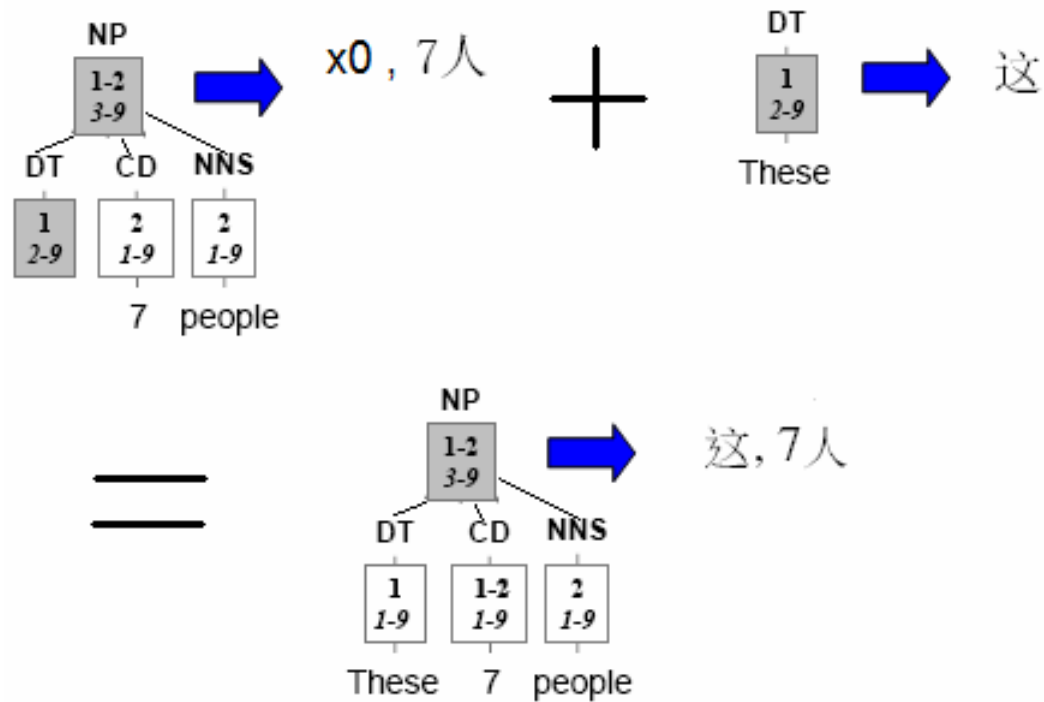 NP
DT
1-2
3-9
x0 , 7人
1
2-9
这
These
DT CD NNS
1 2 2
2-9 1-9 1-9
7 people
NP
1-2
3-9
这, 7人
DT CD NNS
1 1-2 2
1-9 1-9 1-9
These 7 people